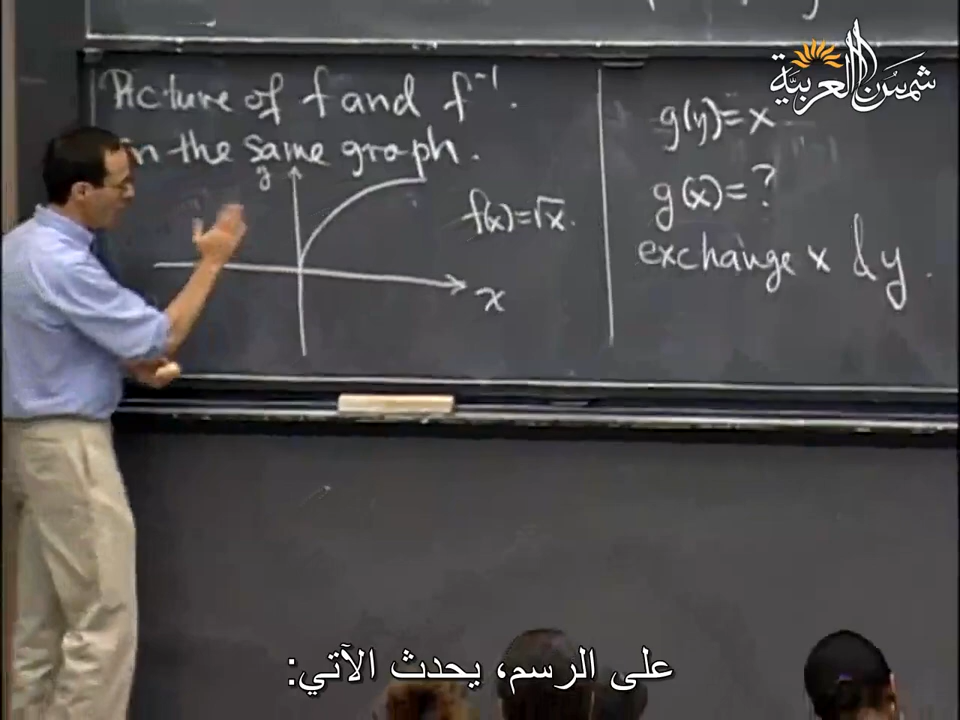 شمس العربية
Picture of f and f⁻¹.
in the same graph.
y
f(x)=√x.
x
g(y)=x
g(x)=?
exchange x & y.
على الرسم، يحدث الآتي: